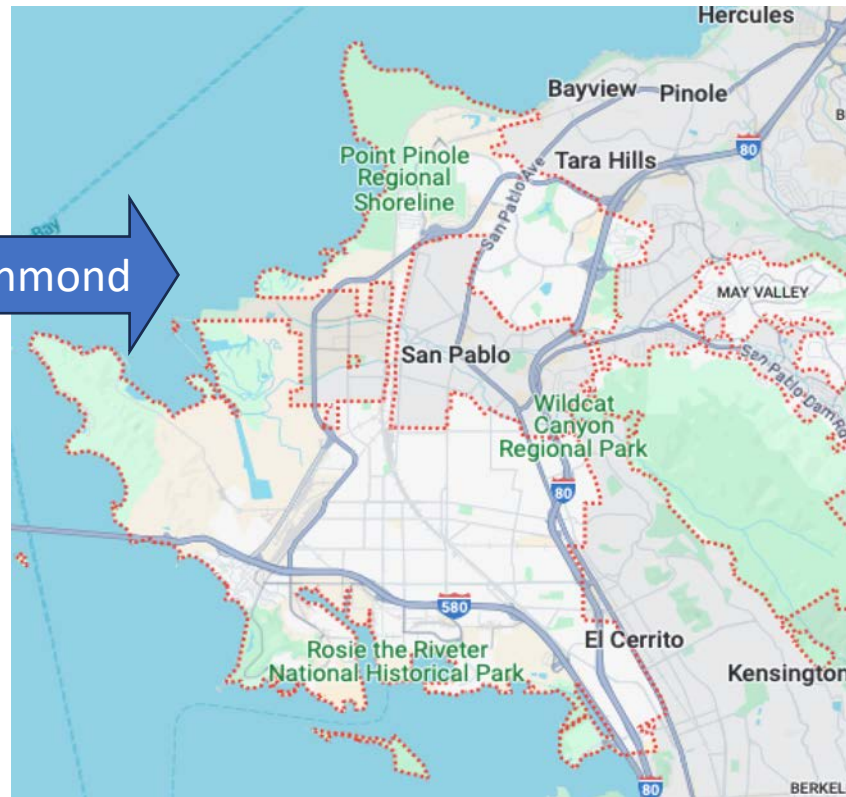 Hercules
Bayview
Pinole
80
Point Pinole
Regional
Shoreline
Tara Hills
San Pablo Ave
Bay
mmond
MAY VALLEY
San Pablo
San Pablo Dam Ro
Wildcat
Canyon
Regional Park
80
580
El Cerrito
Rosie the Riveter
National Historical Park
Kensington
80
BERKEL
B